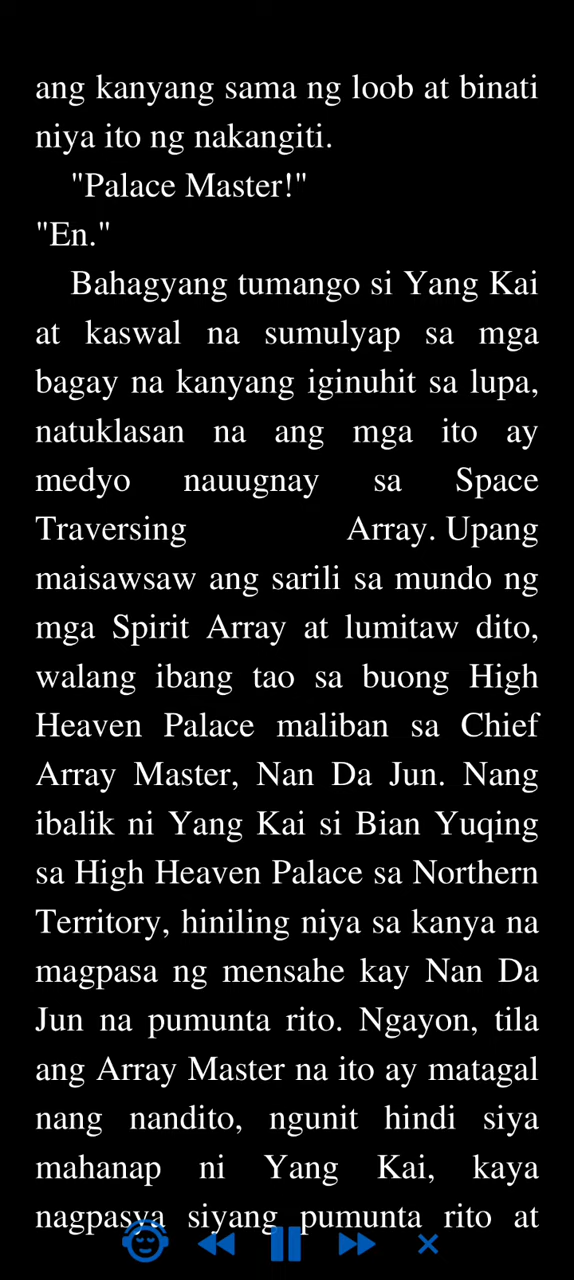 ang kanyang sama ng loob at binati
niya ito ng nakangiti.
"Palace Master!"
"En."
Bahagyang tumango si Yang Kai
at kaswal na sumulyap sa mga
bagay na kanyang iginuhit sa lupa,
natuklasan na ang mga ito ay
medyo nauugnay sa Space
Traversing Array. Upang
maisawsaw ang sarili sa mundo ng
mga Spirit Array at lumitaw dito,
walang ibang tao sa buong High
Heaven Palace maliban sa Chief
Array Master, Nan Da Jun. Nang
ibalik ni Yang Kai si Bian Yuqing
sa High Heaven Palace sa Northern
Territory, hiniling niya sa kanya na
magpasa ng mensahe kay Nan Da
Jun na pumunta rito. Ngayon, tila
ang Array Master na ito ay matagal
nang nandito, ngunit hindi siya
mahanap ni Yang Kai, kaya
nagpasya siyang pumunta rito at